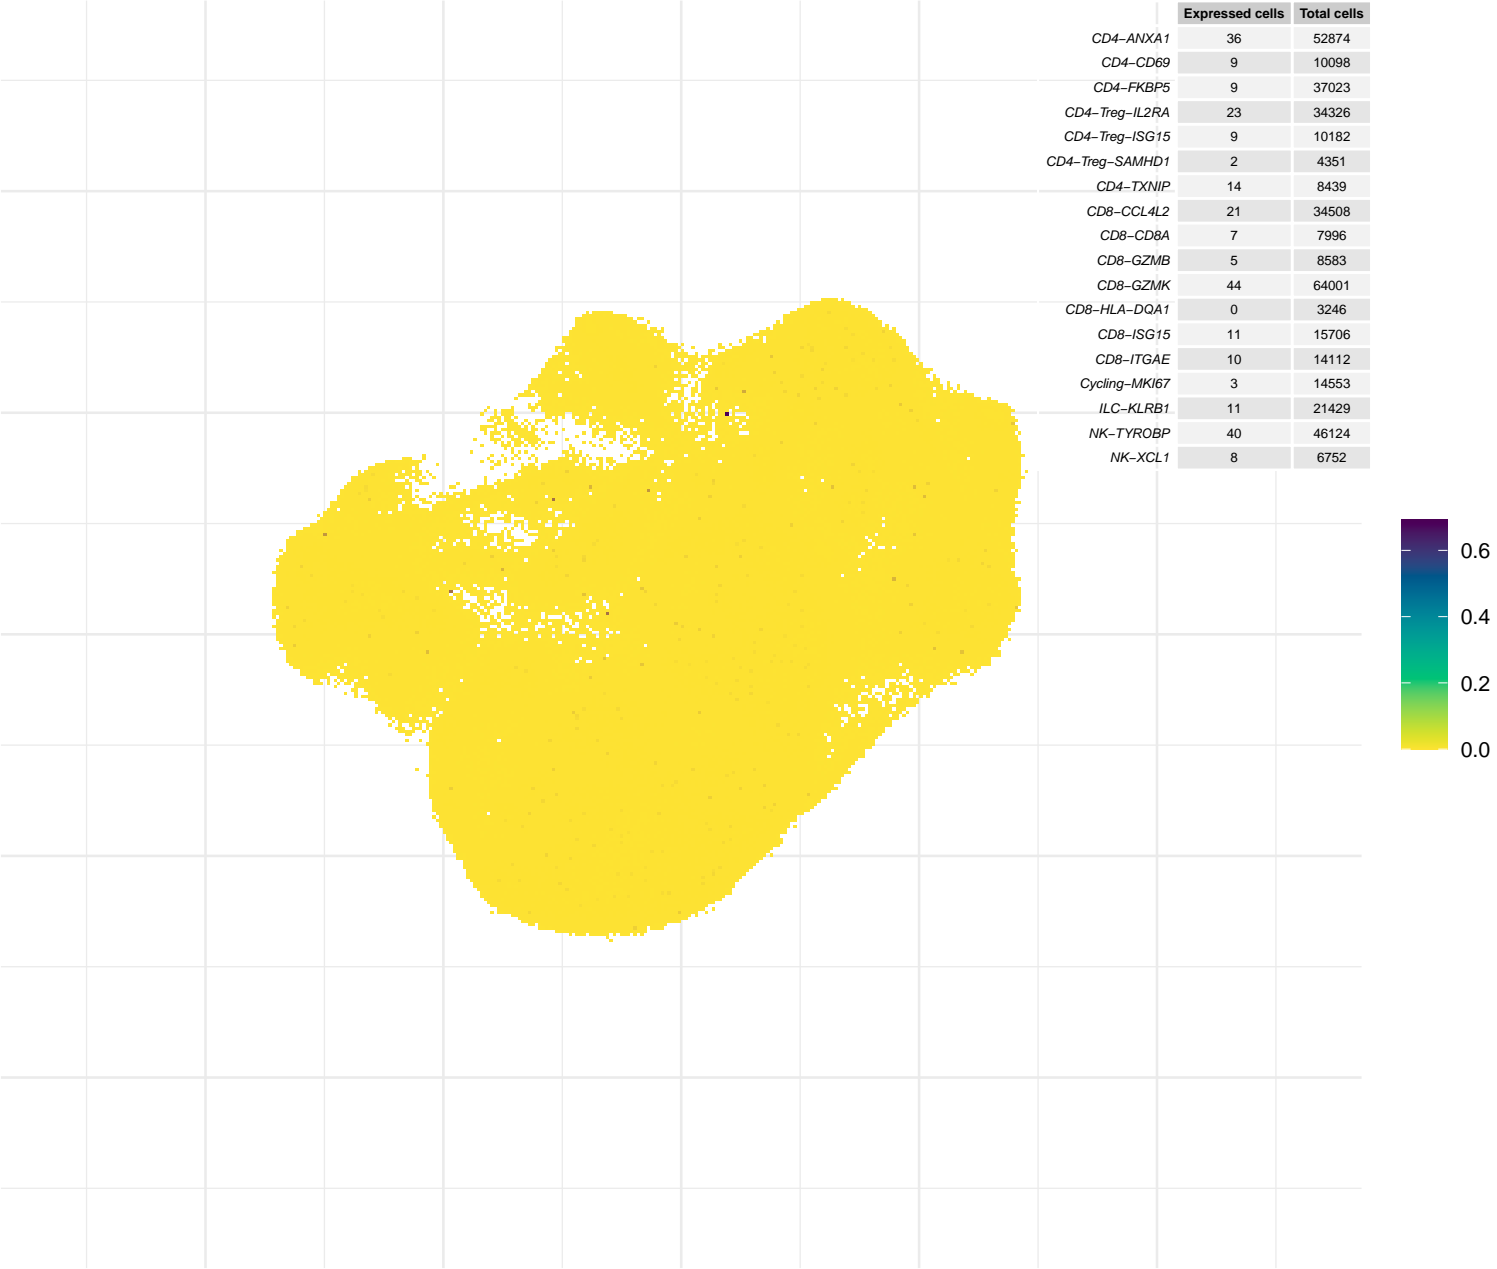 Expressed cells Total cells
CD4−ANXA1 36 52874
CD4−CD69 9 10098
CD4−FKBP5 9 37023
CD4−Treg−IL2RA 23 34326
CD4−Treg−ISG15 9 10182
CD4−Treg−SAMHD1 2 4351
CD4−TXNIP 14 8439
CD8−CCL4L2 21 34508
CD8−CD8A 7 7996
CD8−GZMB 5 8583
CD8−GZMK 44 64001
CD8−HLA−DQA1 0 3246
CD8−ISG15 11 15706
CD8−ITGAE 10 14112
Cycling−MKI67 3 14553
ILC−KLRB1 11 21429
NK−TYROBP 40 46124
NK−XCL1 8 6752
0.6
0.4
0.2
0.0